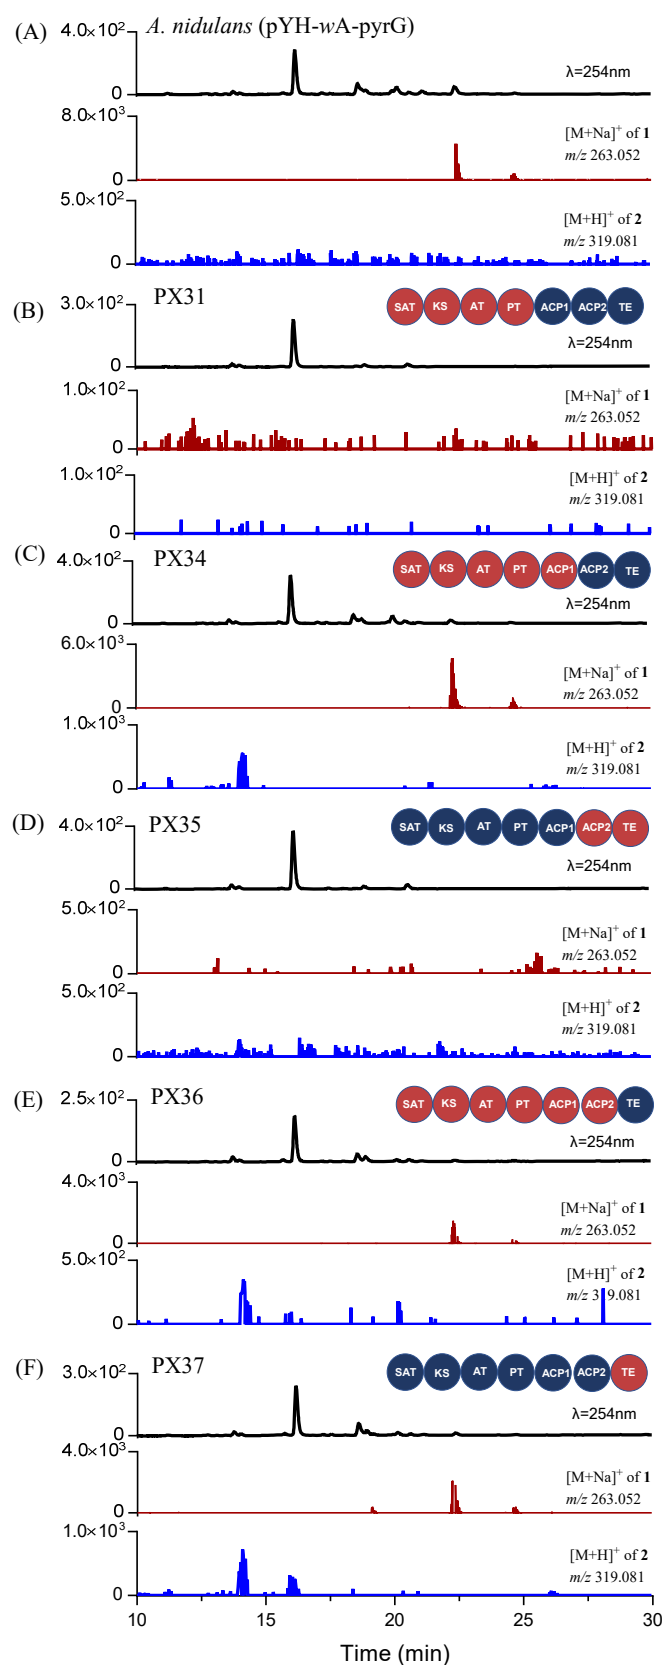 (A) A. nidulans (pYH-wA-pyrG)
4.0×10²
λ=254nm
0
8.0×10³
[M+Na]⁺ of 1
m/z 263.052
0
5.0×10²
[M+H]⁺ of 2
m/z 319.081
0
(B) PX31
3.0×10²
SAT KS AT PT ACP1 ACP2 TE
λ=254nm
0
1.0×10²
[M+Na]⁺ of 1
m/z 263.052
0
1.0×10²
[M+H]⁺ of 2
m/z 319.081
0
(C) PX34
4.0×10²
SAT KS AT PT ACP1 ACP2 TE
λ=254nm
0
6.0×10³
[M+Na]⁺ of 1
m/z 263.052
0
1.0×10³
[M+H]⁺ of 2
m/z 319.081
0
(D) PX35
4.0×10²
SAT KS AT PT ACP1 ACP2 TE
λ=254nm
0
5.0×10²
[M+Na]⁺ of 1
m/z 263.052
0
5.0×10²
[M+H]⁺ of 2
m/z 319.081
0
(E) PX36
2.5×10²
SAT KS AT PT ACP1 ACP2 TE
λ=254nm
0
4.0×10³
[M+Na]⁺ of 1
m/z 263.052
0
5.0×10²
[M+H]⁺ of 2
m/z 319.081
0
(F) PX37
3.0×10²
SAT KS AT PT ACP1 ACP2 TE
λ=254nm
0
4.0×10³
[M+Na]⁺ of 1
m/z 263.052
0
1.0×10³
[M+H]⁺ of 2
m/z 319.081
0
10 15 20 25 30
Time (min)